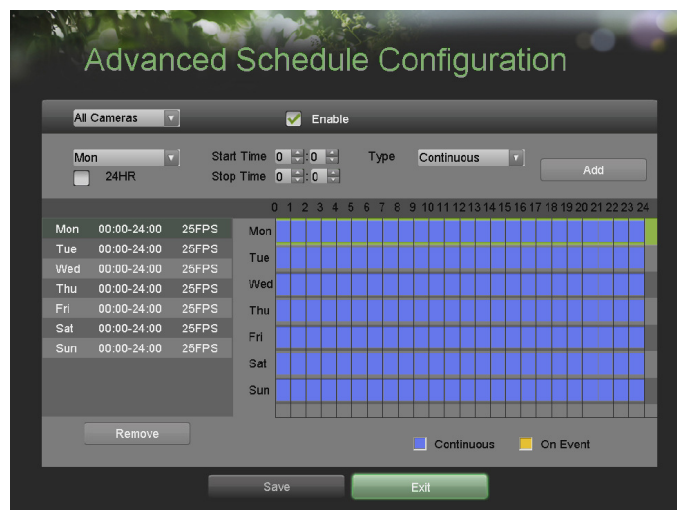 Advanced Schedule Configuration
All Cameras Enable
Mon Start Time 0 : 0 Type Continuous Add
24HR Stop Time 0 : 0
0 1 2 3 4 5 6 7 8 9 10 11 12 13 14 15 16 17 18 19 20 21 22 23 24
Mon 00:00-24:00 25FPS
Tue 00:00-24:00 25FPS
Wed 00:00-24:00 25FPS
Thu 00:00-24:00 25FPS
Fri 00:00-24:00 25FPS
Sat 00:00-24:00 25FPS
Sun 00:00-24:00 25FPS
Mon
Tue
Wed
Thu
Fri
Sat
Sun
Remove
Continuous On Event
Save Exit